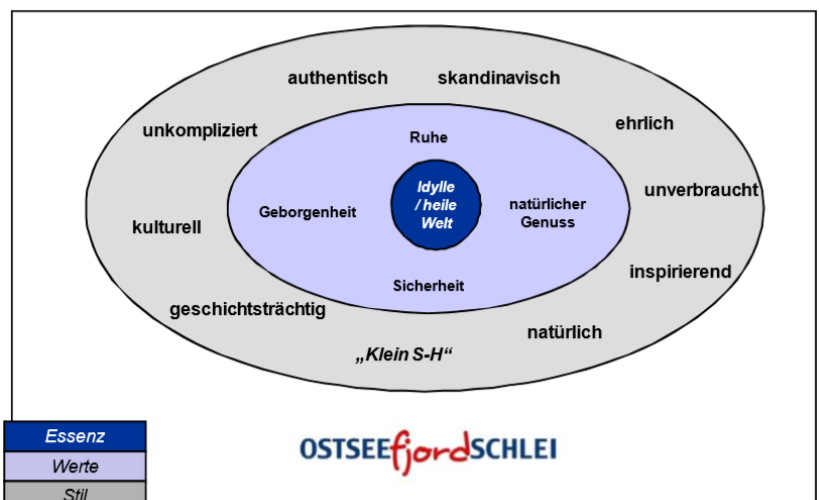 authentisch
skandinavisch
unkompliziert
ehrlich
Ruhe
Idylle
/ heile
Welt
unverbraucht
Geborgenheit
natürlicher
Genuss
kulturell
inspirierend
Sicherheit
geschichtsträchtig
natürlich
„Klein S-H“
Essenz
Werte
Stil
OSTSEEfjordSCHLEI